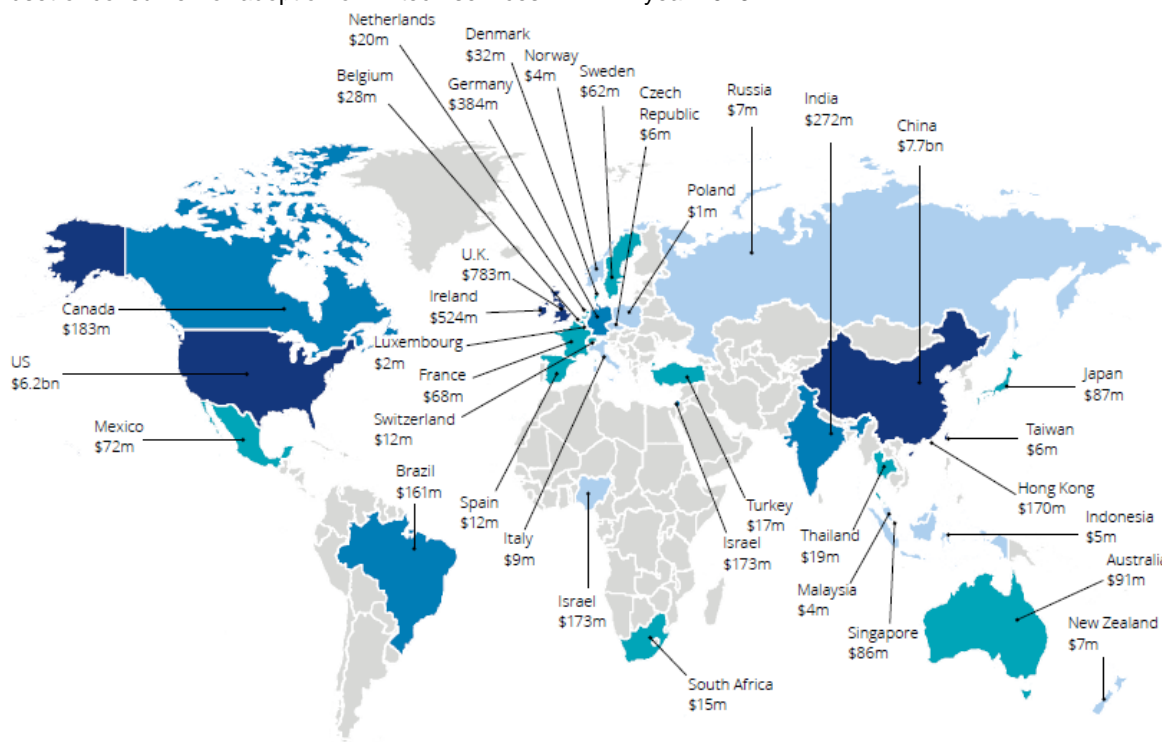 Netherlands
$20m
Denmark
$32m
Norway
$4m
Belgium
$28m
Germany
$384m
Sweden
$62m
Czech
Republic
$6m
Russia
$7m
India
$272m
China
$7.7bn
Poland
$1m
U.K.
$783m
Ireland
$524m
Canada
$183m
Luxembourg
$2m
US
$6.2bn
France
$68m
Japan
$87m
Switzerland
$12m
Mexico
$72m
Taiwan
$6m
Brazil
$161m
Spain
$12m
Italy
$9m
Turkey
$17m
Israel
$173m
Thailand
$19m
Hong Kong
$170m
Indonesia
$5m
Australia
$91m
Malaysia
$4m
Israel
$173m
Singapore
$86m
New Zealand
$7m
South Africa
$15m